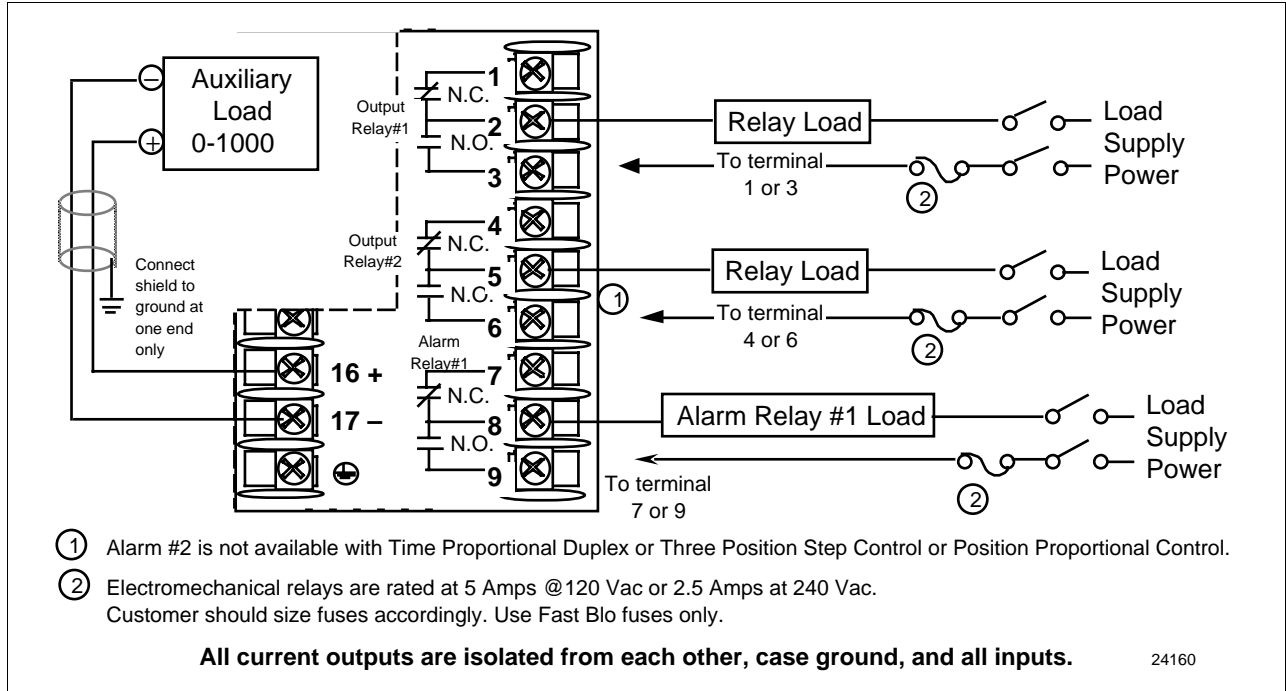 Auxiliary
Load
0-1000
−
+
Connect
shield to
ground at
one end
only
16 +
17 –
Output
Relay#1
N.C.
N.O.
1
2
3
Output
Relay#2
N.C.
N.O.
4
5
6
Alarm
Relay#1
N.C.
N.O.
7
8
9
Relay Load
To terminal
1 or 3
2
Load
Supply
Power
1
Relay Load
To terminal
4 or 6
2
Load
Supply
Power
Alarm Relay #1 Load
To terminal
7 or 9
2
Load
Supply
Power
1 Alarm #2 is not available with Time Proportional Duplex or Three Position Step Control or Position Proportional Control.
2 Electromechanical relays are rated at 5 Amps @120 Vac or 2.5 Amps at 240 Vac.
Customer should size fuses accordingly. Use Fast Blo fuses only.
All current outputs are isolated from each other, case ground, and all inputs.
24160